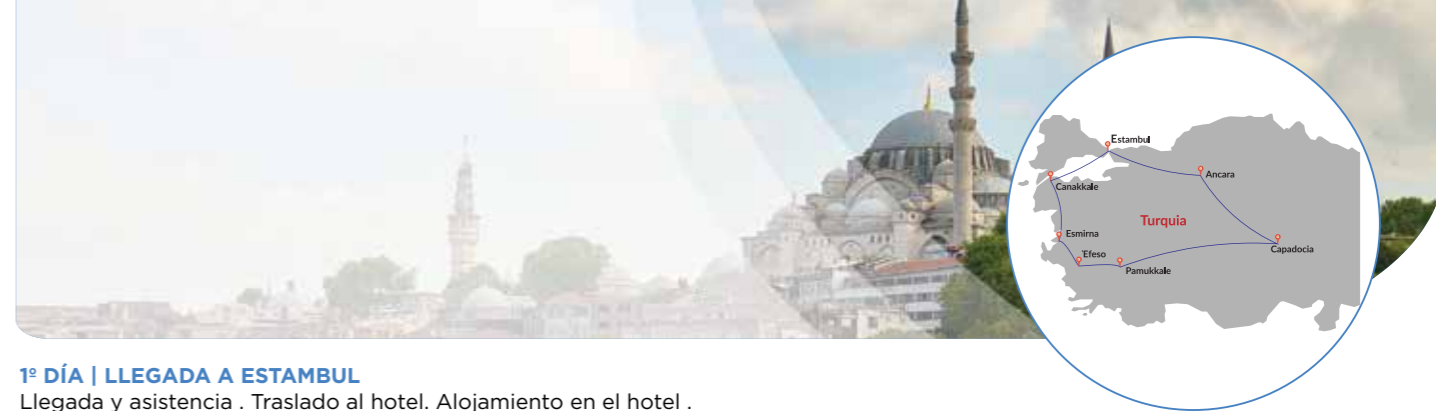 Estambul
Ancara
Canakkale
Turquia
Esmirna
Efeso
Pamukkale
Capadocia
1º DÍA | LLEGADA A ESTAMBUL
Llegada y asistencia . Traslado al hotel. Alojamiento en el hotel .